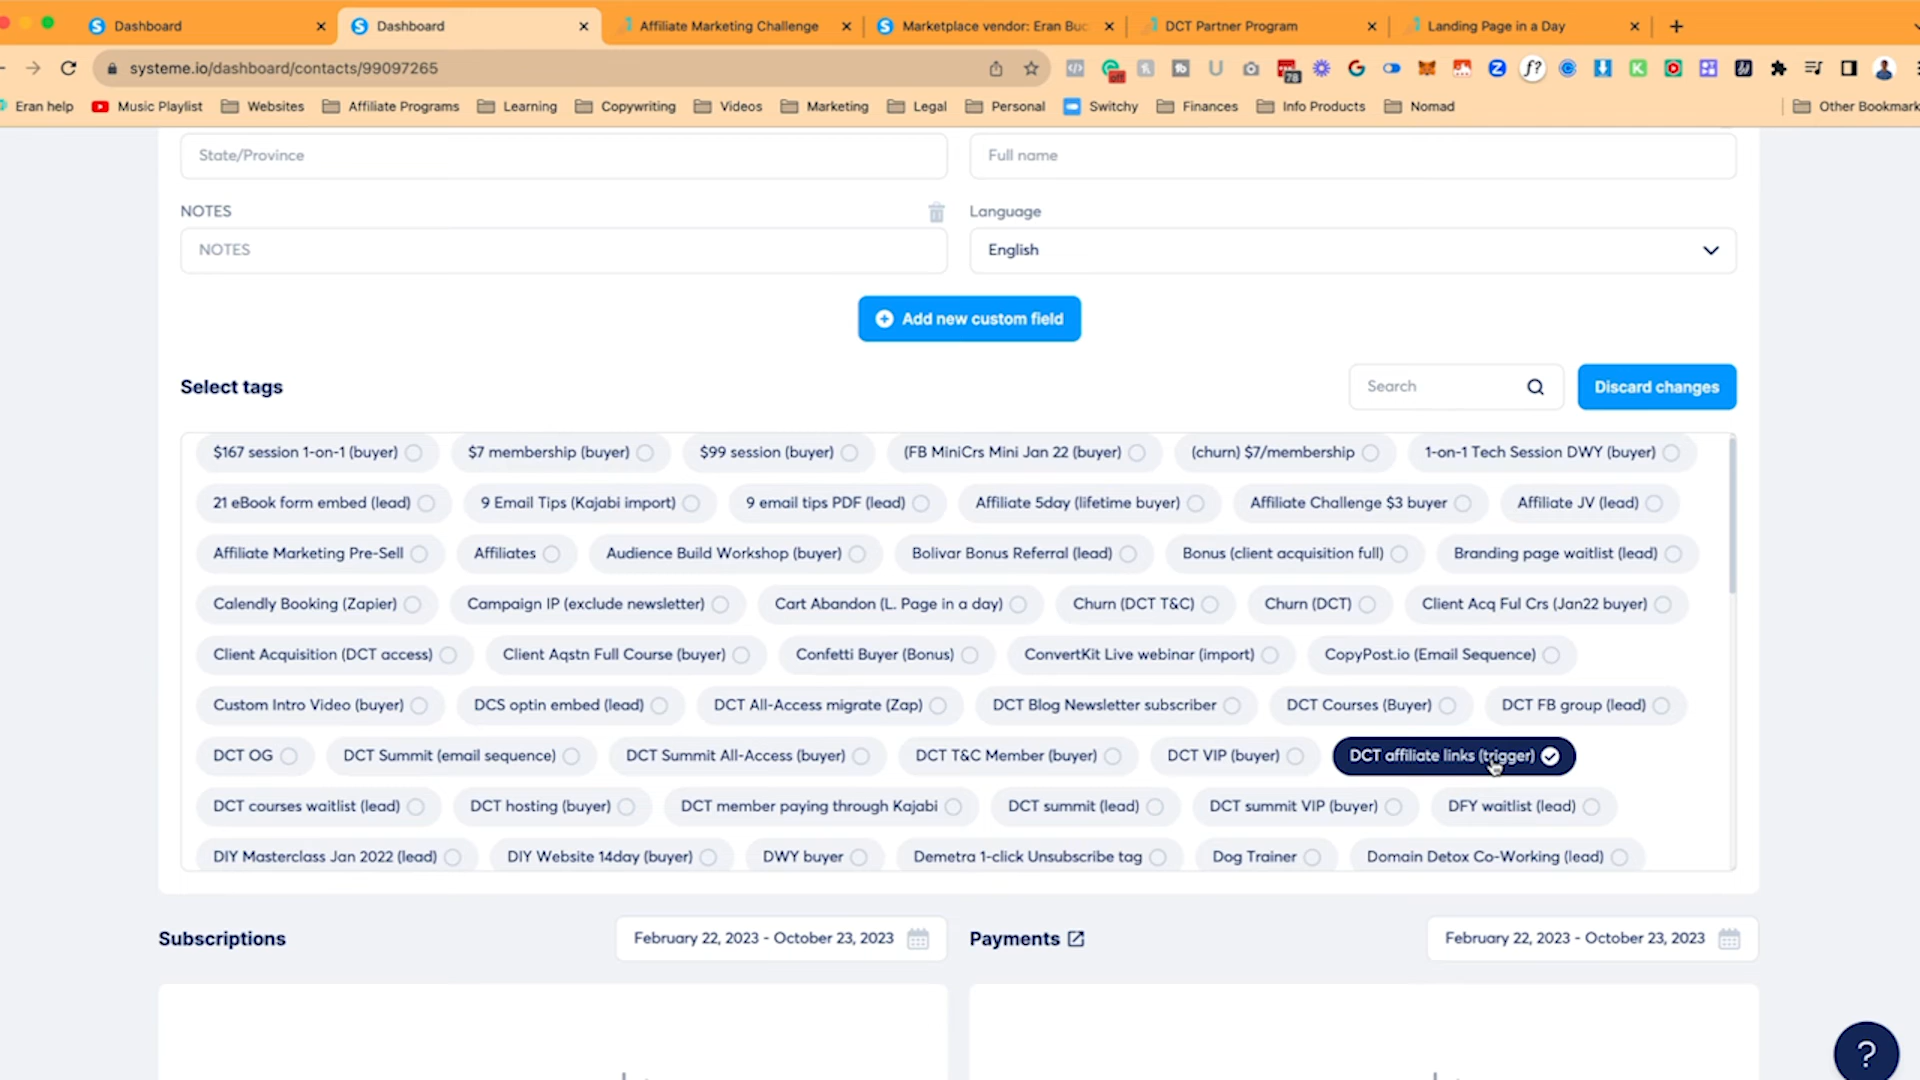 Dashboard
Dashboard
Affiliate Marketing Challenge
Marketplace vendor: Eran Buc
DCT Partner Program
Landing Page in a Day
systeme.io/dashboard/contacts/99097265
off
78
f?
Eran help
Music Playlist
Websites
Affiliate Programs
Learning
Copywriting
Videos
Marketing
Legal
Personal
Switchy
Finances
Info Products
Nomad
Other Bookmark
State/Province
Full name
NOTES
Language
NOTES
English
Add new custom field
Select tags
Search
Discard changes
$167 session 1-on-1 (buyer)
$7 membership (buyer)
$99 session (buyer)
(FB MiniCrs Mini Jan 22 (buyer)
(churn) $7/membership
1-on-1 Tech Session DWY (buyer)
21 eBook form embed (lead)
9 Email Tips (Kajabi import)
9 email tips PDF (lead)
Affiliate 5day (lifetime buyer)
Affiliate Challenge $3 buyer
Affiliate JV (lead)
Affiliate Marketing Pre-Sell
Affiliates
Audience Build Workshop (buyer)
Bolivar Bonus Referral (lead)
Bonus (client acquisition full)
Branding page waitlist (lead)
Calendly Booking (Zapier)
Campaign IP (exclude newsletter)
Cart Abandon (L. Page in a day)
Churn (DCT T&C)
Churn (DCT)
Client Acq Ful Crs (Jan22 buyer)
Client Acquisition (DCT access)
Client Aqstn Full Course (buyer)
Confetti Buyer (Bonus)
ConvertKit Live webinar (import)
CopyPost.io (Email Sequence)
Custom Intro Video (buyer)
DCS optin embed (lead)
DCT All-Access migrate (Zap)
DCT Blog Newsletter subscriber
DCT Courses (Buyer)
DCT FB group (lead)
DCT OG
DCT Summit (email sequence)
DCT Summit All-Access (buyer)
DCT T&C Member (buyer)
DCT VIP (buyer)
DCT affiliate links (trigger)
DCT courses waitlist (lead)
DCT hosting (buyer)
DCT member paying through Kajabi
DCT summit (lead)
DCT summit VIP (buyer)
DFY waitlist (lead)
DIY Masterclass Jan 2022 (lead)
DIY Website 14day (buyer)
DWY buyer
Demetra 1-click Unsubscribe tag
Dog Trainer
Domain Detox Co-Working (lead)
Subscriptions
February 22, 2023 - October 23, 2023
Payments
February 22, 2023 - October 23, 2023
?